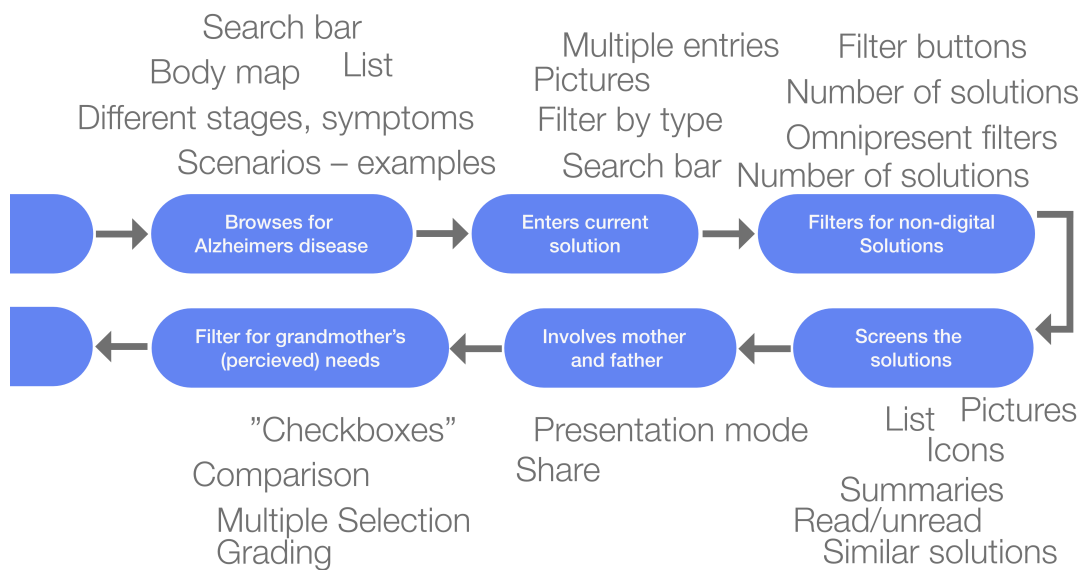 Search bar
Body map
List
Different stages, symptoms
Scenarios – examples
Multiple entries
Pictures
Filter by type
Search bar
Filter buttons
Number of solutions
Omnipresent filters
Number of solutions
Browses for
Alzheimers disease
Enters current
solution
Filters for non-digital
Solutions
Filter for grandmother's
(percieved) needs
Involves mother
and father
Screens the
solutions
"Checkboxes"
Comparison
Multiple Selection
Grading
Presentation mode
Share
List
Pictures
Icons
Summaries
Read/unread
Similar solutions